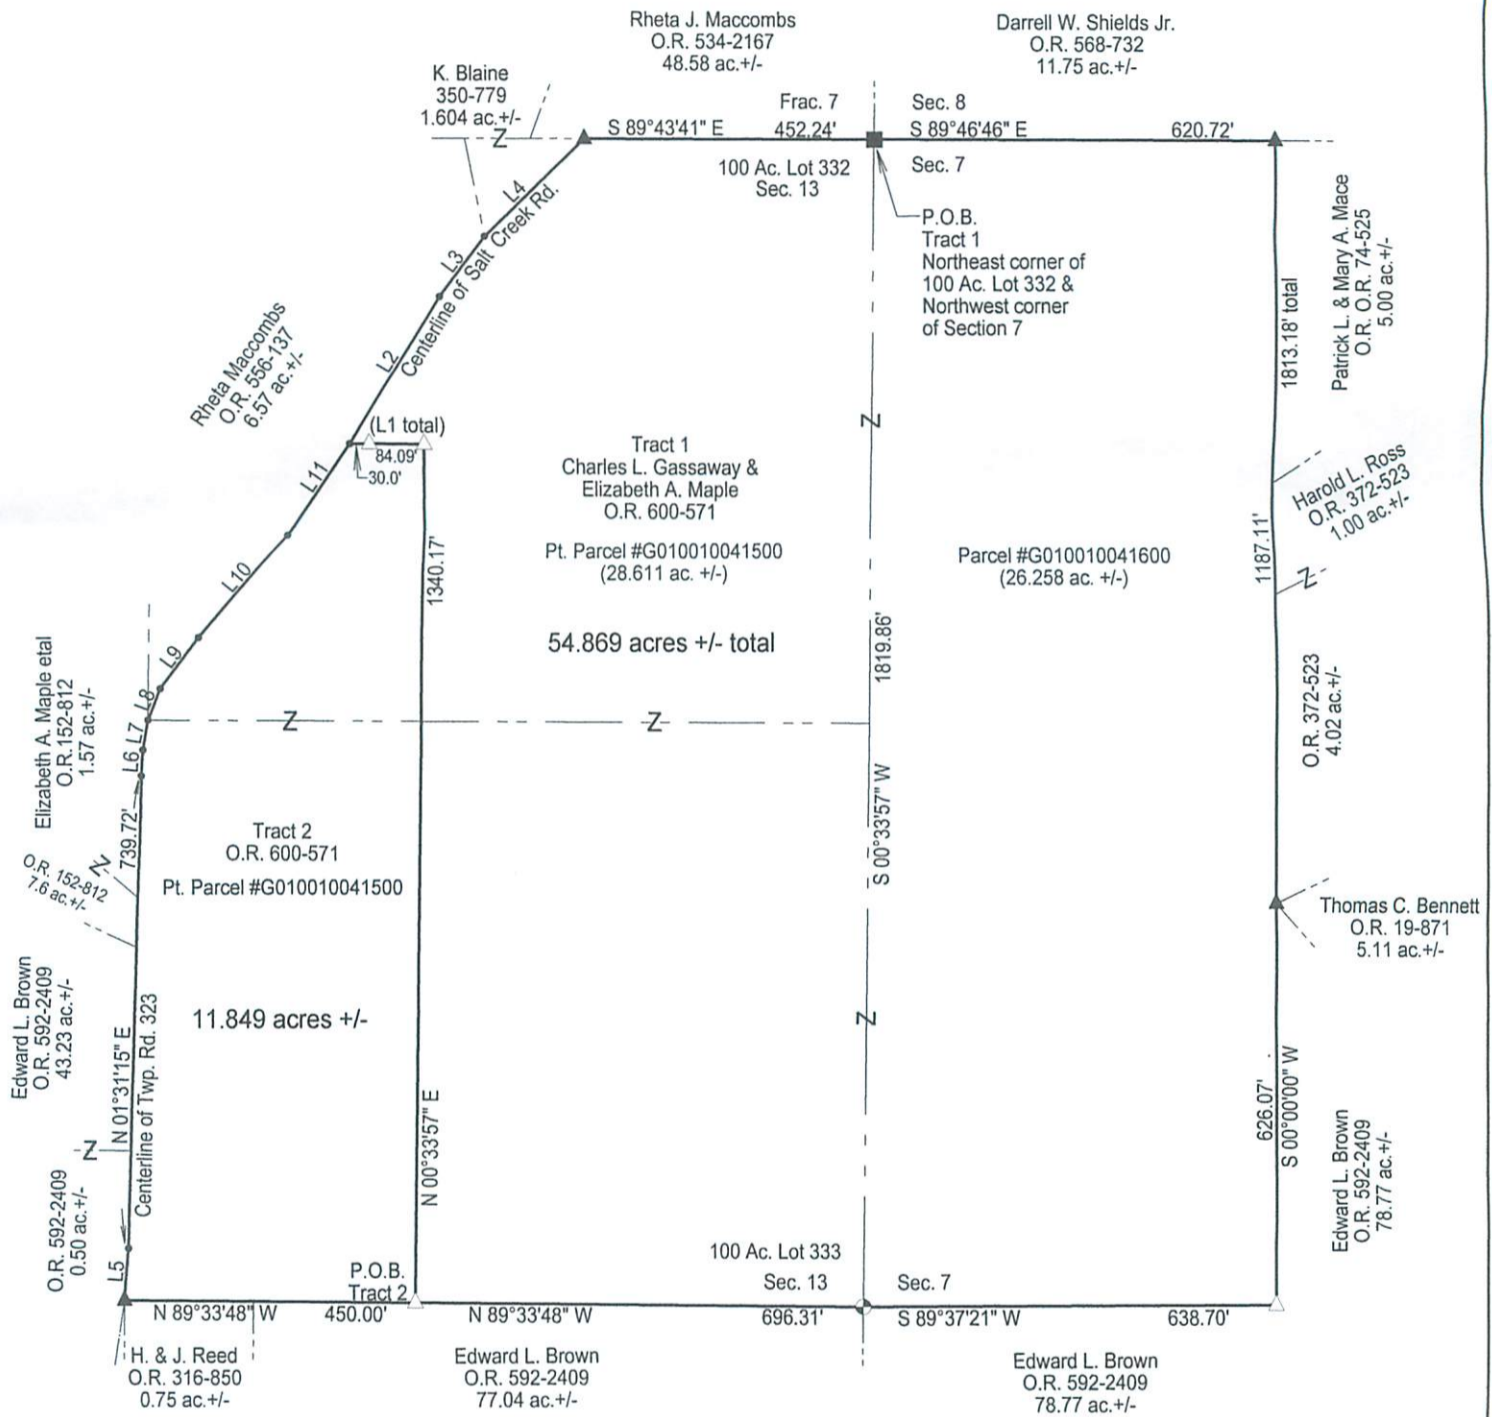 Rheta J. Maccombs
O.R. 534-2167
48.58 ac.+/-
Darrell W. Shields Jr.
O.R. 568-732
11.75 ac.+/-
K. Blaine
350-779
1.604 ac.+/-
Frac. 7
Sec. 8
Z
S 89°43'41" E
452.24'
S 89°46'46" E
620.72'
100 Ac. Lot 332
Sec. 13
Sec. 7
L4
L3
L2
Centerline of Salt Creek Rd.
P.O.B.
Tract 1
Northeast corner of
100 Ac. Lot 332 &
Northwest corner
of Section 7
Patrick L. & Mary A. Mace
O.R. O.R. 74-525
5.00 ac.+/-
1813.18' total
Rheta Maccombs
O.R. 556-137
6.57 ac.+/-
(L1 total)
84.09'
30.0'
L11
L10
Z
Tract 1
Charles L. Gassaway &
Elizabeth A. Maple
O.R. 600-571
Pt. Parcel #G010010041500
(28.611 ac. +/-)
54.869 acres +/- total
Parcel #G010010041600
(26.258 ac. +/-)
Harold L. Ross
O.R. 372-523
1.00 ac.+/-
1187.11'
Z
1340.17'
1819.86'
O.R. 372-523
4.02 ac.+/-
L9
L8
L7
L6
Elizabeth A. Maple etal
O.R.152-812
1.57 ac.+/-
Z
Z
739.72'
S 00°33'57" W
Tract 2
O.R. 600-571
Pt. Parcel #G010010041500
Z
O.R. 152-812
7.6 ac.+/-
Thomas C. Bennett
O.R. 19-871
5.11 ac.+/-
Edward L. Brown
O.R. 592-2409
43.23 ac.+/-
11.849 acres +/-
Z
N 01°31'15" E
Centerline of Twp. Rd. 323
N 00°33'57" E
626.07'
S 00°00'00" W
Edward L. Brown
O.R. 592-2409
78.77 ac.+/-
Z
O.R. 592-2409
0.50 ac.+/-
L5
P.O.B.
Tract 2
100 Ac. Lot 333
Sec. 13
Sec. 7
N 89°33'48" W
450.00'
N 89°33'48" W
696.31'
S 89°37'21" W
638.70'
H. & J. Reed
O.R. 316-850
0.75 ac.+/-
Edward L. Brown
O.R. 592-2409
77.04 ac.+/-
Edward L. Brown
O.R. 592-2409
78.77 ac.+/-